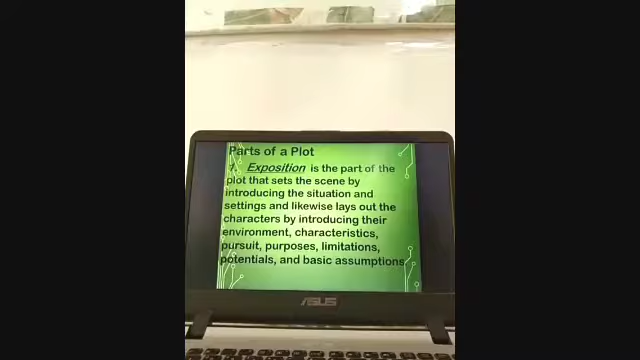 Parts of a Plot
1. Exposition is the part of the
plot that sets the scene by
introducing the situation and
settings and likewise lays out the
characters by introducing their
environment, characteristics,
pursuit, purposes, limitations,
potentials, and basic assumptions.
ASUS